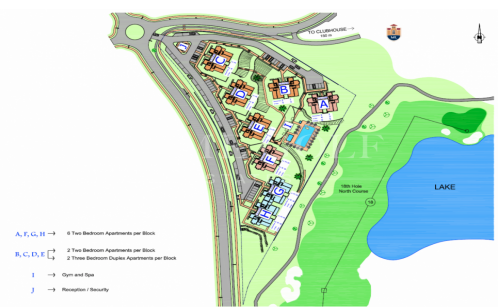 TO CLUBHOUSE
J
C
D
B
A
E
I
F
G
H
18th Hole
North Course
18
LAKE
A, F, G, H → 6 Two Bedroom Apartments per Block
B, C, D, E → 2 Two Bedroom Apartments per Block
2 Three Bedroom Duplex Apartments per Block
I → Gym and Spa
J → Reception / Security